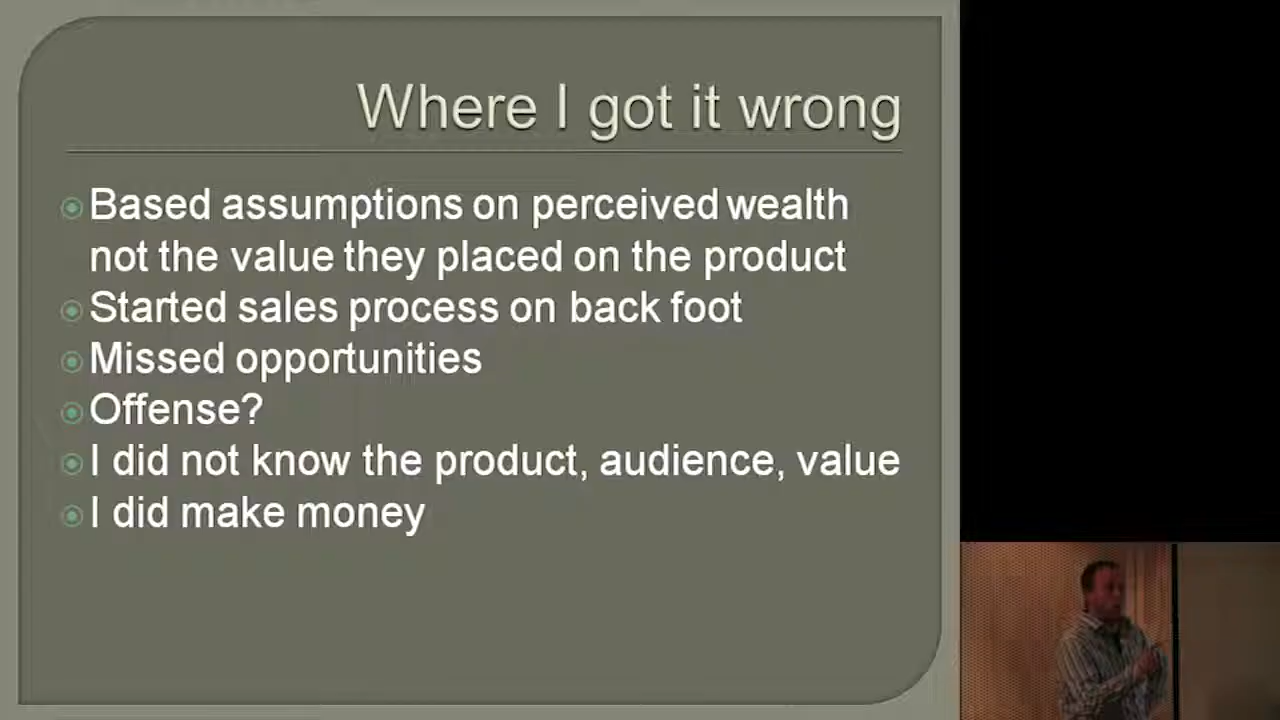 Where I got it wrong
Based assumptions on perceived wealth
not the value they placed on the product
Started sales process on back foot
Missed opportunities
Offense?
I did not know the product, audience, value
I did make money